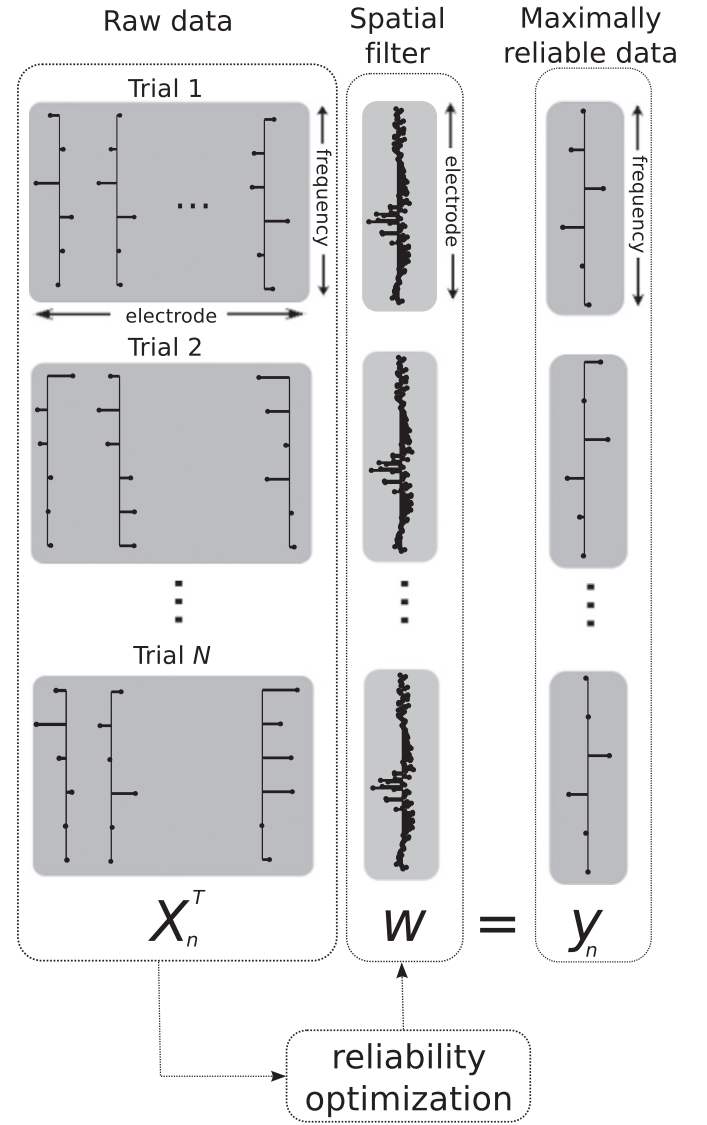 Raw data
Spatial
filter
Maximally
reliable data
Trial 1
...
frequency
electrode
electrode
frequency
Trial 2
Trial N
X_n^T
w
=
y_n
reliability
optimization